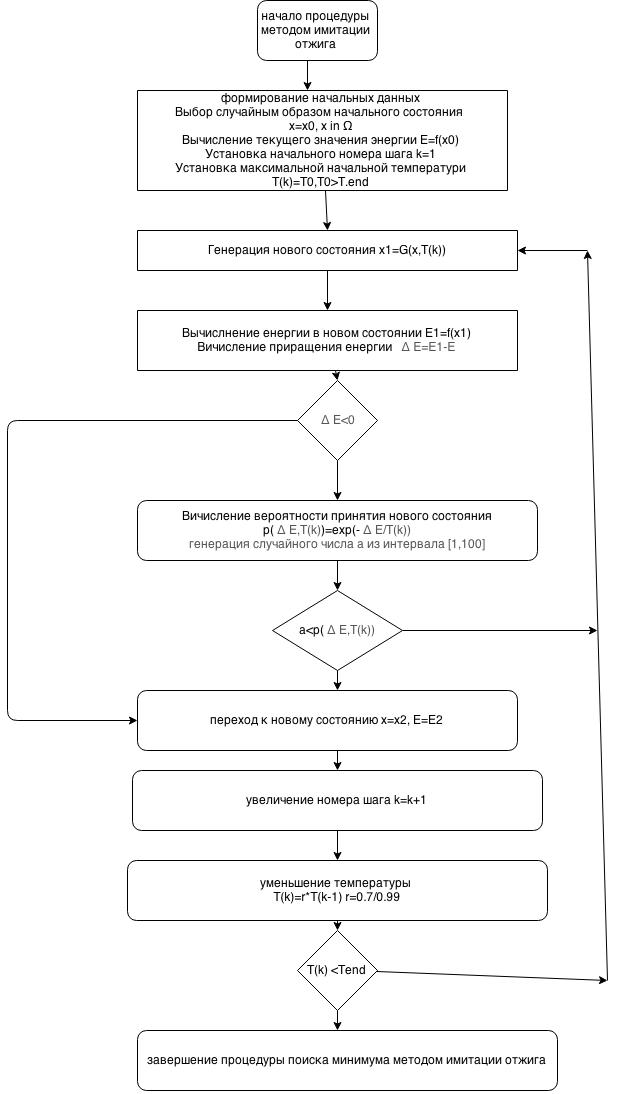 начало процедуры
методом имитации
отжига
формирование начальных данных
Выбор случайным образом начального состояния
x=x0, x in Ω
Вычисление текущего значения энергии E=f(x0)
Установка начального номера шага k=1
Установка максимальной начальной температури
T(k)=T0,T0>T.end
Генерация нового состояния x1=G(x,T(k))
Вычислнение енергии в новом состоянии E1=f(x1)
Вичисление приращения енергии Δ E=E1-E
Δ E<0
Вичисление вероятности принятия нового состояния
p( Δ E,T(k))=exp(- Δ E/T(k))
генерация случайного числа а из интервала [1,100]
a<p( Δ E,T(k))
переход к новому состоянию x=x2, E=E2
увеличение номера шага k=k+1
уменьшение температуры
T(k)=r*T(k-1) r=0.7/0.99
T(k) <Tend
завершение процедуры поиска минимума методом имитации отжига